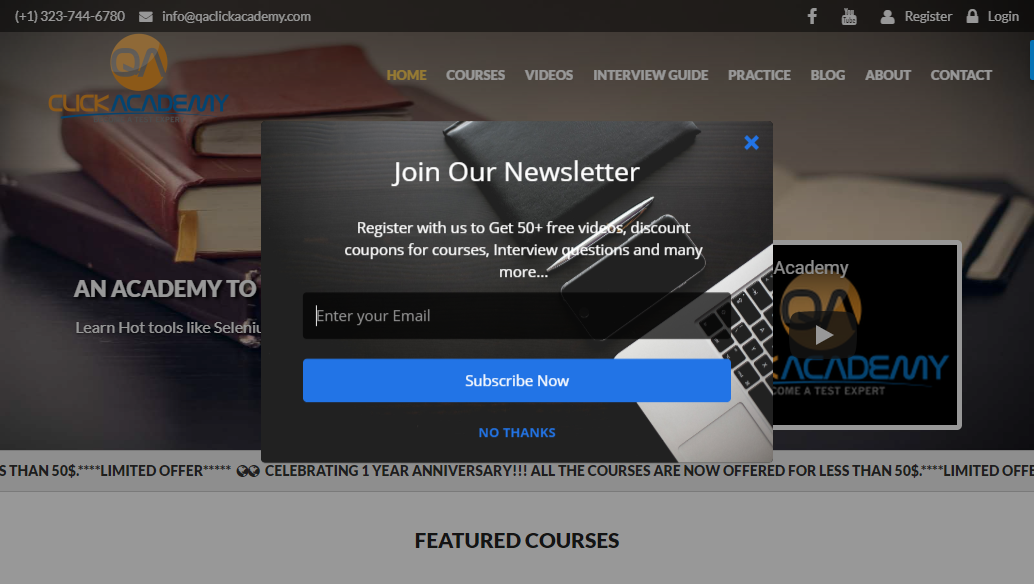 (+1) 323-744-6780 info@qaclickacademy.com Register Login
QA
CLICKACADEMY
HOME COURSES VIDEOS INTERVIEW GUIDE PRACTICE BLOG ABOUT CONTACT
Join Our Newsletter
Register with us to Get 50+ free videos, discount
coupons for courses, Interview questions and many
more...
Enter your Email
Subscribe Now
NO THANKS
AN ACADEMY TO
Learn Hot tools like Seleniu
Academy
QA
ACADEMY
COME A TEST EXPERT
S THAN 50$.****LIMITED OFFER***** CELEBRATING 1 YEAR ANNIVERSARY!!! ALL THE COURSES ARE NOW OFFERED FOR LESS THAN 50$.****LIMITED OFFE
FEATURED COURSES